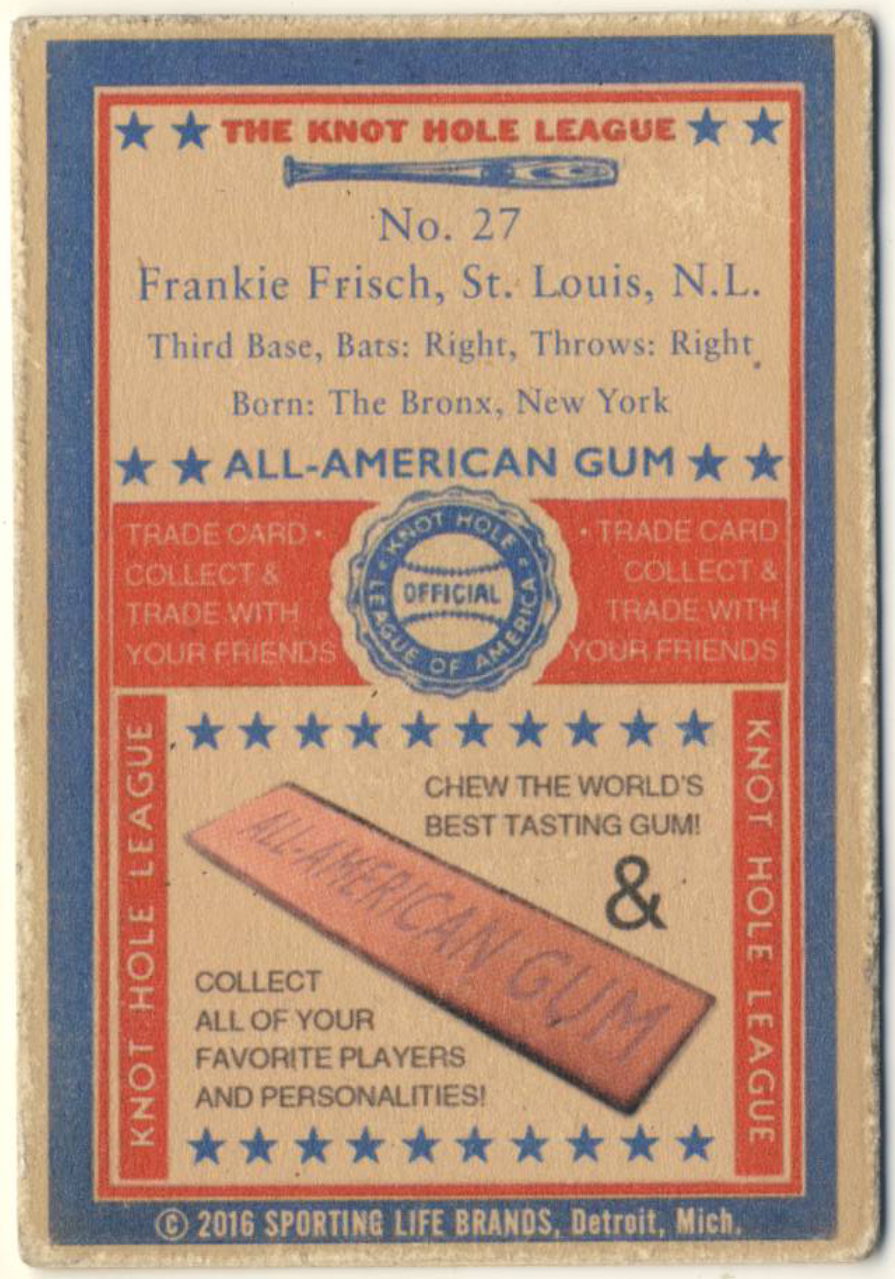 THE KNOT HOLE LEAGUE
No. 27
Frankie Frisch, St. Louis, N.L.
Third Base, Bats: Right, Throws: Right
Born: The Bronx, New York
ALL-AMERICAN GUM
TRADE CARD •
COLLECT &
TRADE WITH
YOUR FRIENDS
KNOT HOLE
LEAGUE OF AMERICA
OFFICIAL
• TRADE CARD
COLLECT &
TRADE WITH
YOUR FRIENDS
KNOT HOLE LEAGUE
CHEW THE WORLD'S
BEST TASTING GUM!
&
ALL-AMERICAN GUM
COLLECT
ALL OF YOUR
FAVORITE PLAYERS
AND PERSONALITIES!
KNOT HOLE LEAGUE
© 2016 SPORTING LIFE BRANDS, Detroit, Mich.